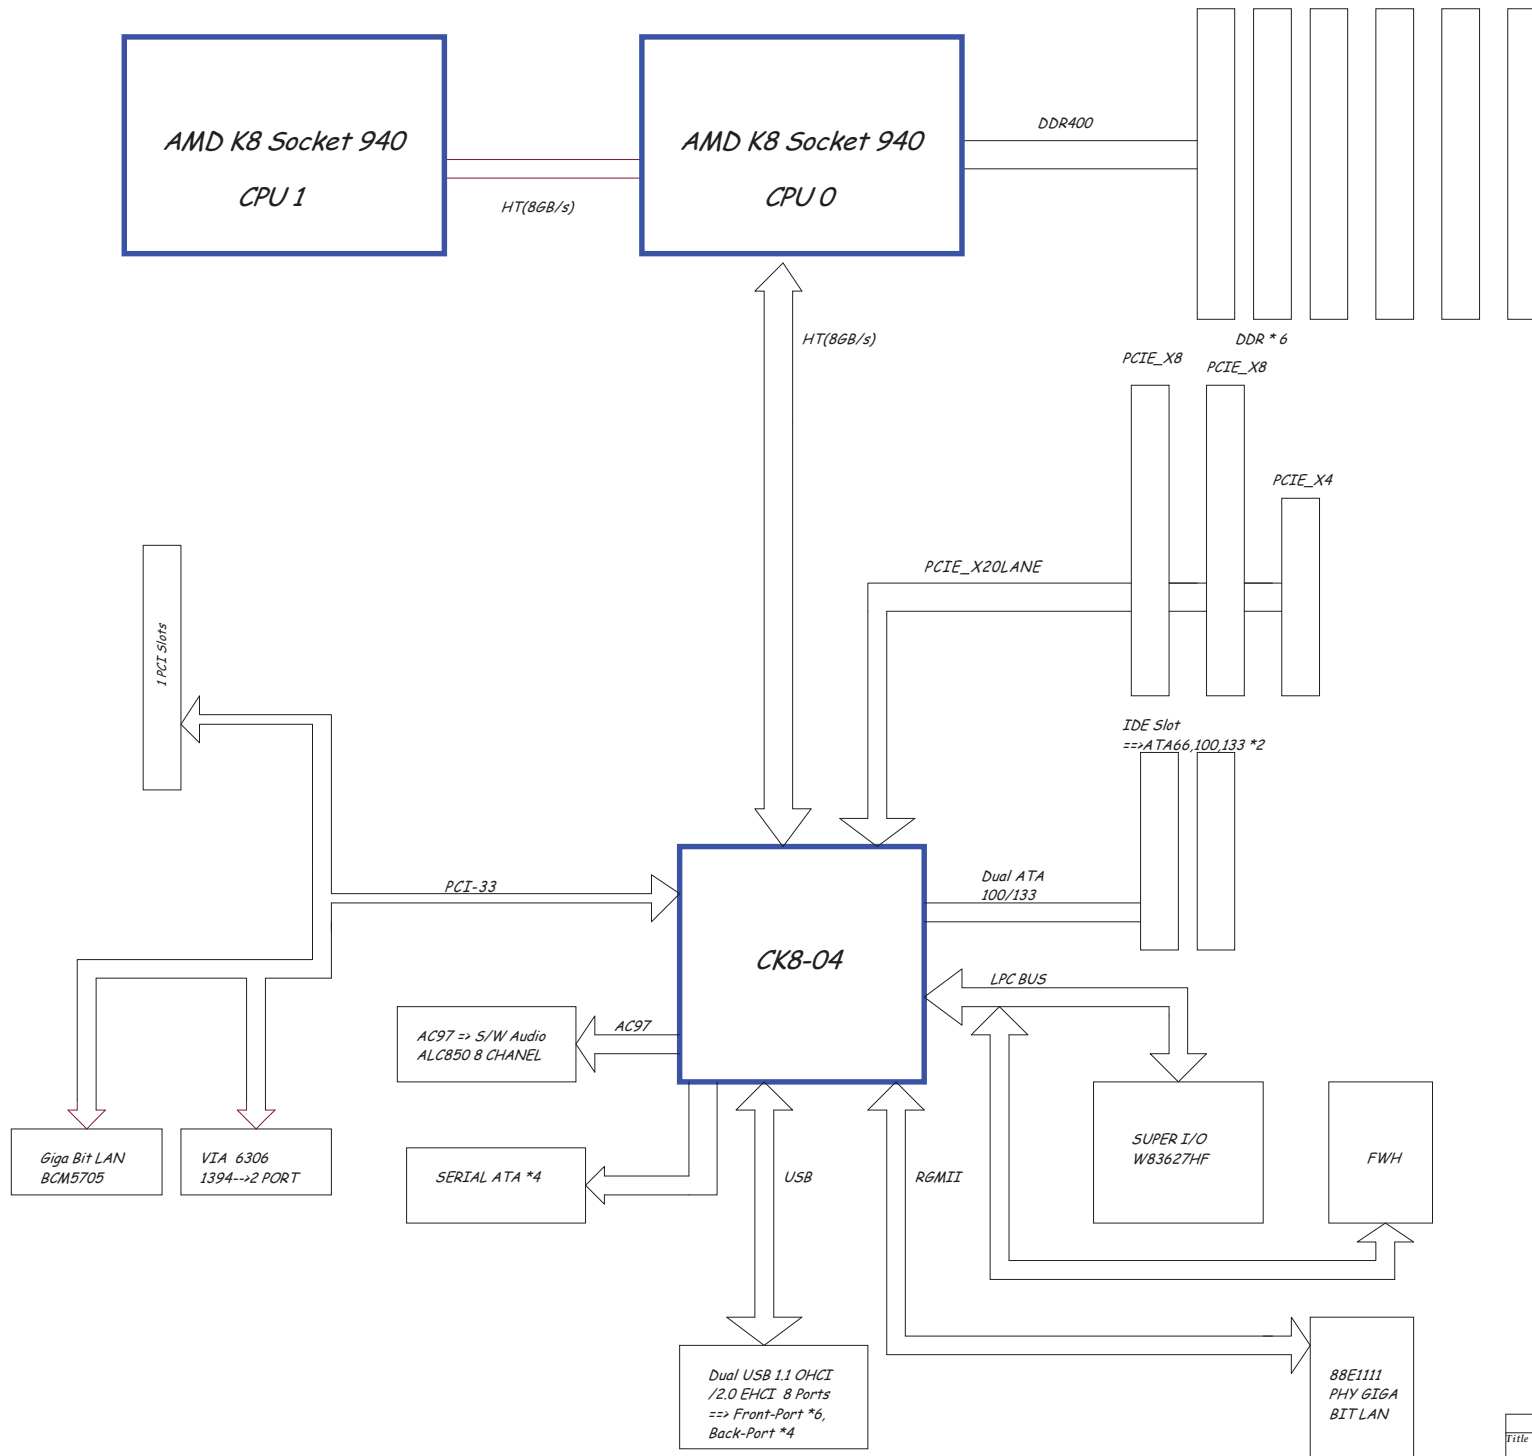 AMD K8 Socket 940
CPU 1
HT(8GB/s)
AMD K8 Socket 940
CPU 0
DDR400
DDR * 6
HT(8GB/s)
PCIE_X8
PCIE_X8
PCIE_X4
PCIE_X20LANE
1 PCI Slots
IDE Slot
==>ATA66,100,133 *2
PCI-33
Dual ATA
100/133
CK8-04
LPC BUS
AC97 => S/W Audio
ALC850 8 CHANEL
AC97
Giga Bit LAN
BCM5705
VIA 6306
1394-->2 PORT
SERIAL ATA *4
USB
RGMII
SUPER I/O
W83627HF
FWH
Dual USB 1.1 OHCI
/2.0 EHCI 8 Ports
==> Front-Port *6,
Back-Port *4
88E1111
PHY GIGA
BIT LAN
Title